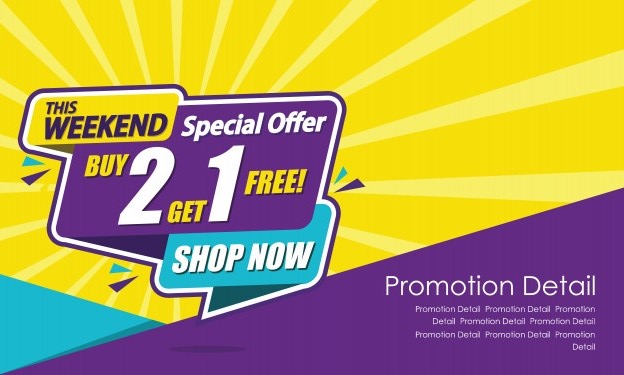 THIS
WEEKEND
Special Offer
BUY 2 GET 1 FREE!
SHOP NOW
Promotion Detail
Promotion Detail Promotion Detail Promotion
Detail Promotion Detail Promotion Detail
Promotion Detail Promotion Detail Promotion
Detail